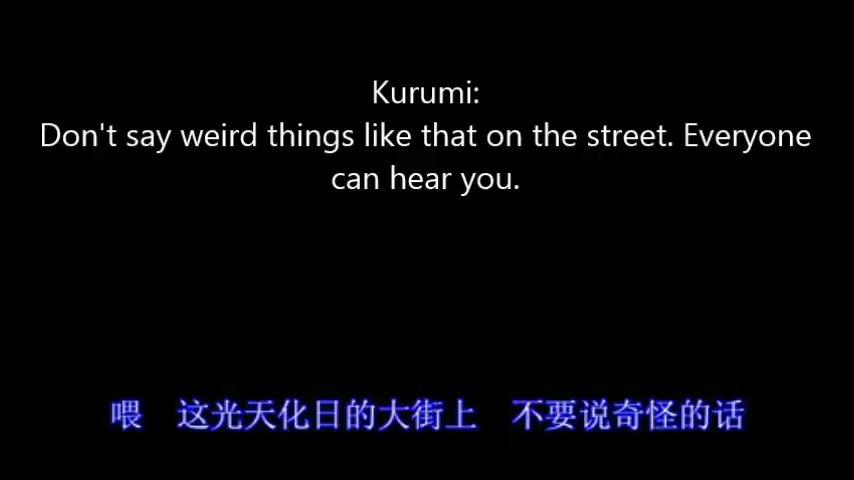 Kurumi:
Don't say weird things like that on the street. Everyone
can hear you.
喂　这光天化日的大街上　不要说奇怪的话